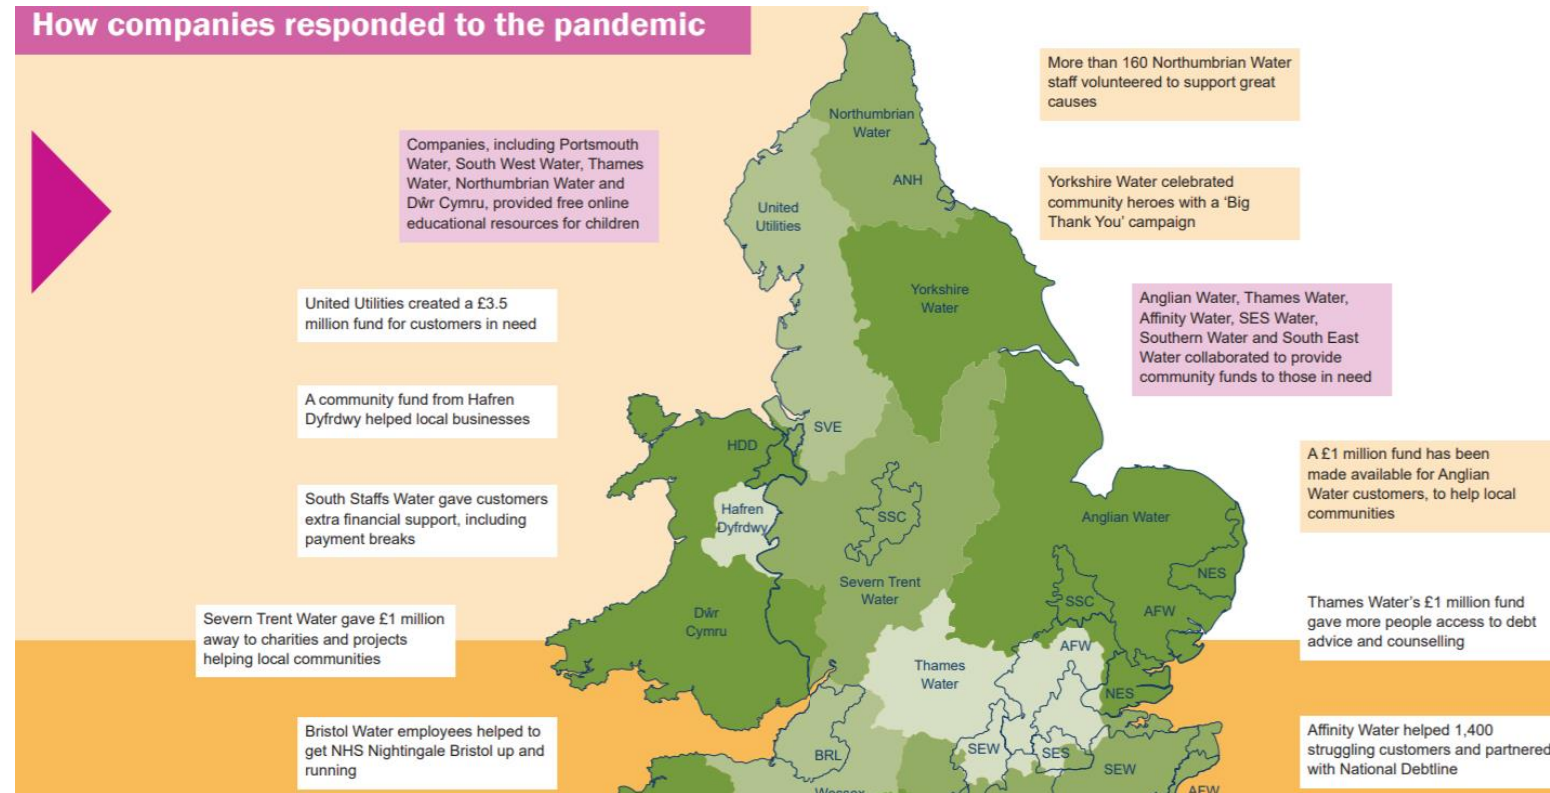 How companies responded to the pandemic
Companies, including Portsmouth
Water, South West Water, Thames
Water, Northumbrian Water and
Dŵr Cymru, provided free online
educational resources for children
United Utilities created a £3.5
million fund for customers in need
A community fund from Hafren
Dyfrdwy helped local businesses
South Staffs Water gave customers
extra financial support, including
payment breaks
Severn Trent Water gave £1 million
away to charities and projects
helping local communities
Bristol Water employees helped to
get NHS Nightingale Bristol up and
running
Northumbrian
Water
ANH
United
Utilities
Yorkshire
Water
SVE
HDD
Hafren
Dyfrdwy
SSC
Anglian Water
Severn Trent
Water
NES
SSC
AFW
Dŵr
Cymru
AFW
Thames
Water
NES
BRL
SEW
SES
SEW
AFW
Wessex
More than 160 Northumbrian Water
staff volunteered to support great
causes
Yorkshire Water celebrated
community heroes with a ‘Big
Thank You’ campaign
Anglian Water, Thames Water,
Affinity Water, SES Water,
Southern Water and South East
Water collaborated to provide
community funds to those in need
A £1 million fund has been
made available for Anglian
Water customers, to help local
communities
Thames Water’s £1 million fund
gave more people access to debt
advice and counselling
Affinity Water helped 1,400
struggling customers and partnered
with National Debtline